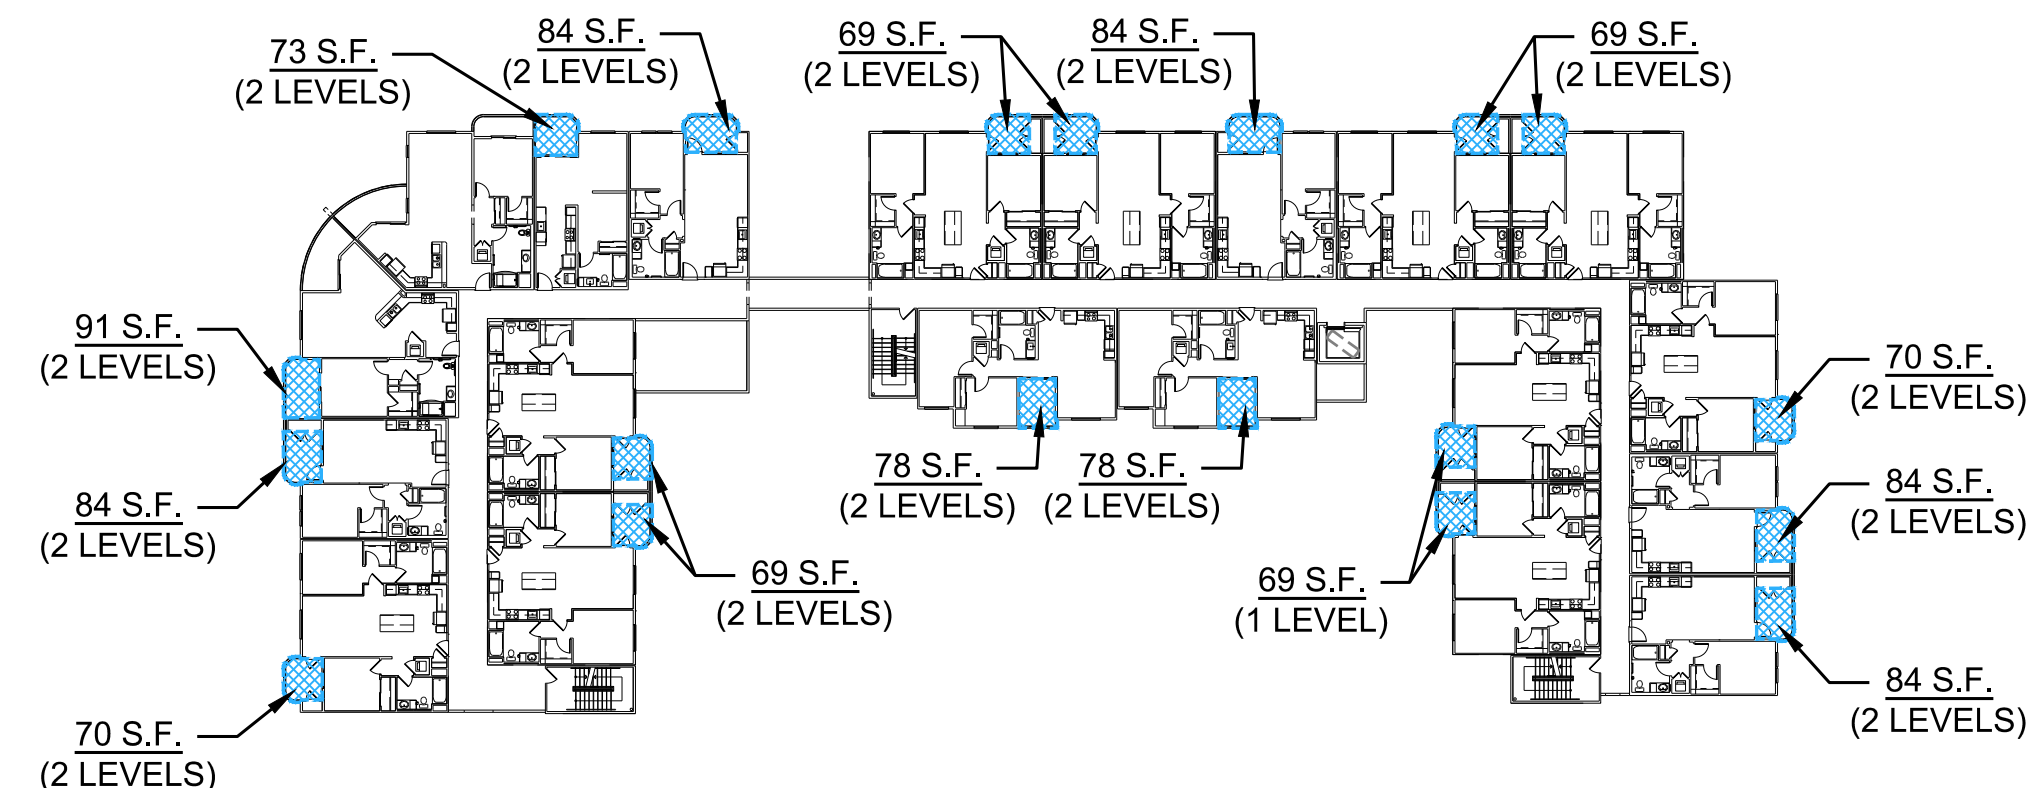 73 S.F.
(2 LEVELS)
84 S.F.
(2 LEVELS)
69 S.F.
(2 LEVELS)
84 S.F.
(2 LEVELS)
69 S.F.
(2 LEVELS)
91 S.F.
(2 LEVELS)
84 S.F.
(2 LEVELS)
70 S.F.
(2 LEVELS)
69 S.F.
(2 LEVELS)
78 S.F.
(2 LEVELS)
78 S.F.
(2 LEVELS)
69 S.F.
(1 LEVEL)
70 S.F.
(2 LEVELS)
84 S.F.
(2 LEVELS)
84 S.F.
(2 LEVELS)